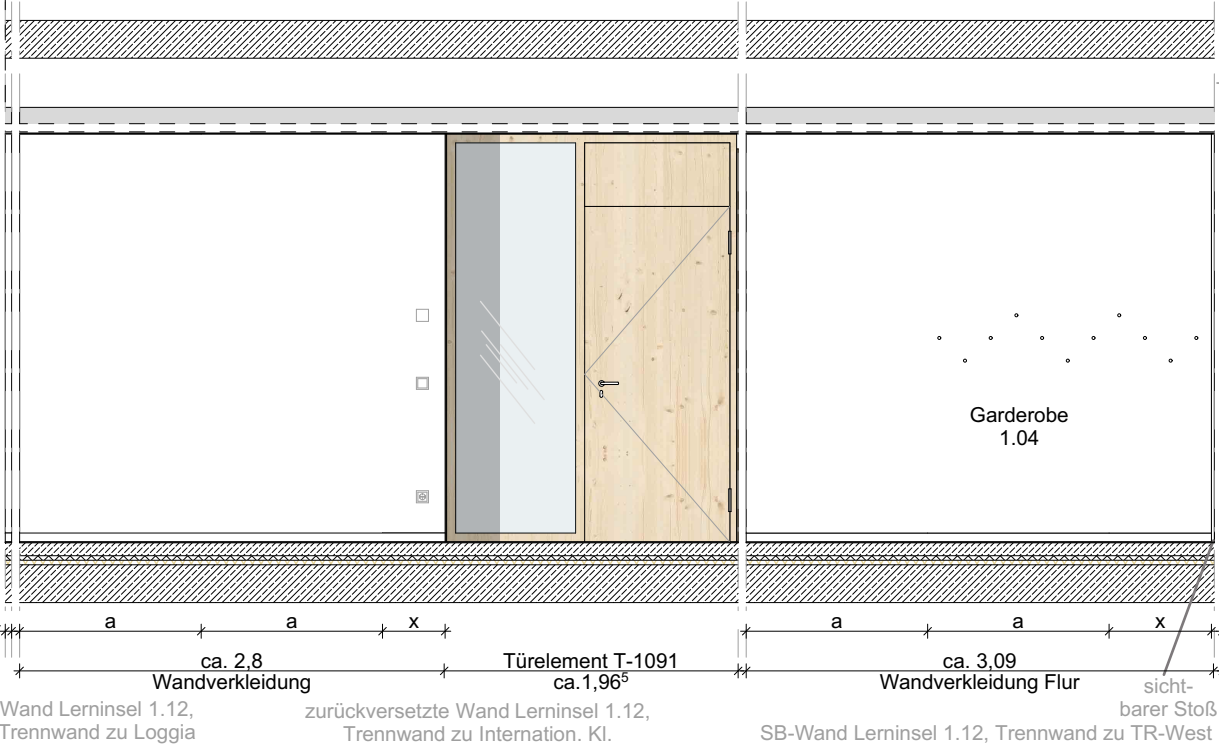 Garderobe
1.04
a a x a a x
ca. 2,8 Türelement T-1091 ca. 3,09
Wandverkleidung ca.1,96⁵ Wandverkleidung Flur
sicht-
barer Stoß
Wand Lerninsel 1.12,
Trennwand zu Loggia
zurückversetzte Wand Lerninsel 1.12,
Trennwand zu Internation. Kl.
SB-Wand Lerninsel 1.12, Trennwand zu TR-West